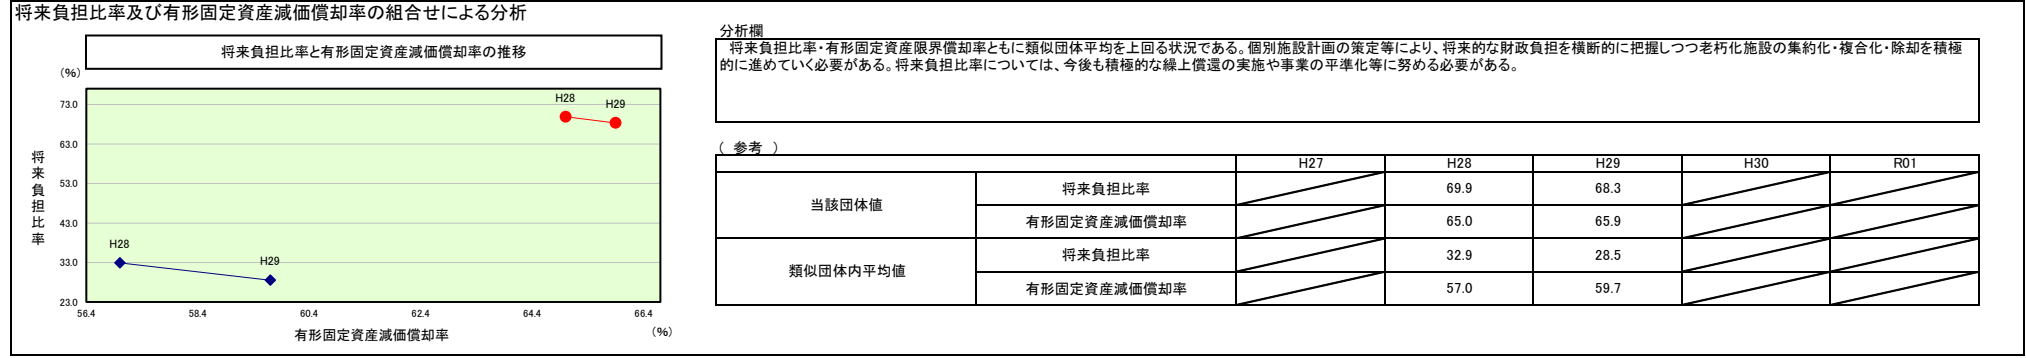 将来負担比率及び有形固定資産減価償却率の組合せによる分析
将来負担比率と有形固定資産減価償却率の推移
(%)
73.0
63.0
53.0
43.0
33.0
23.0
将来負担比率
H28
H29
H28
H29
56.4
58.4
60.4
62.4
64.4
66.4
(%)
有形固定資産減価償却率
分析欄
将来負担比率・有形固定資産限界償却率ともに類似団体平均を上回る状況である。個別施設計画の策定等により、将来的な財政負担を横断的に把握しつつ老朽化施設の集約化・複合化・除却を積極
的に進めていく必要がある。将来負担比率については、今後も積極的な繰上償還の実施や事業の平準化等に努める必要がある。
( 参考 )
H27 H28 H29 H30 R01
当該団体値
将来負担比率 69.9 68.3
有形固定資産減価償却率 65.0 65.9
類似団体内平均値
将来負担比率 32.9 28.5
有形固定資産減価償却率 57.0 59.7